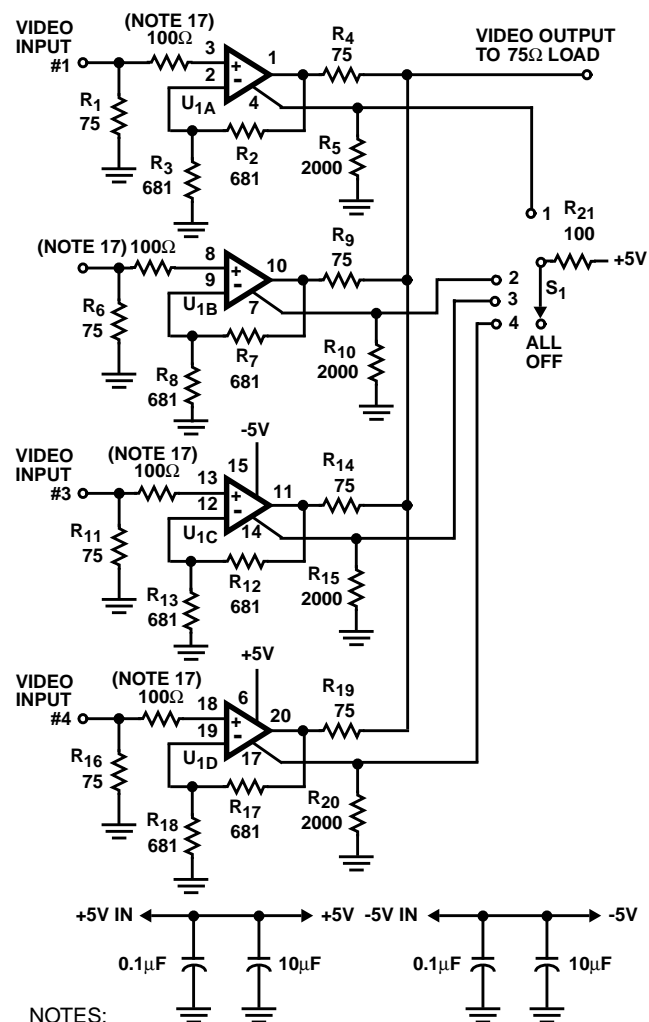 VIDEO INPUT #1
(NOTE 17)
100Ω
3
2
1
4
+
-
U1A
R1
75
R3
681
R2
681
R4
75
R5
2000
VIDEO OUTPUT
TO 75Ω LOAD
1
2
3
4
R21
100
+5V
S1
ALL
OFF
(NOTE 17) 100Ω
8
9
10
7
+
-
U1B
R6
75
R8
681
R7
681
R9
75
R10
2000
VIDEO
INPUT
#3
(NOTE 17)
100Ω
-5V
13
12
15
11
14
+
-
U1C
R11
75
R13
681
R12
681
R14
75
R15
2000
VIDEO
INPUT
#4
(NOTE 17)
100Ω
+5V
18
19
6
20
17
+
-
U1D
R16
75
R18
681
R17
681
R19
75
R20
2000
+5V IN
+5V
-5V IN
-5V
0.1μF
10μF
0.1μF
10μF
NOTES: